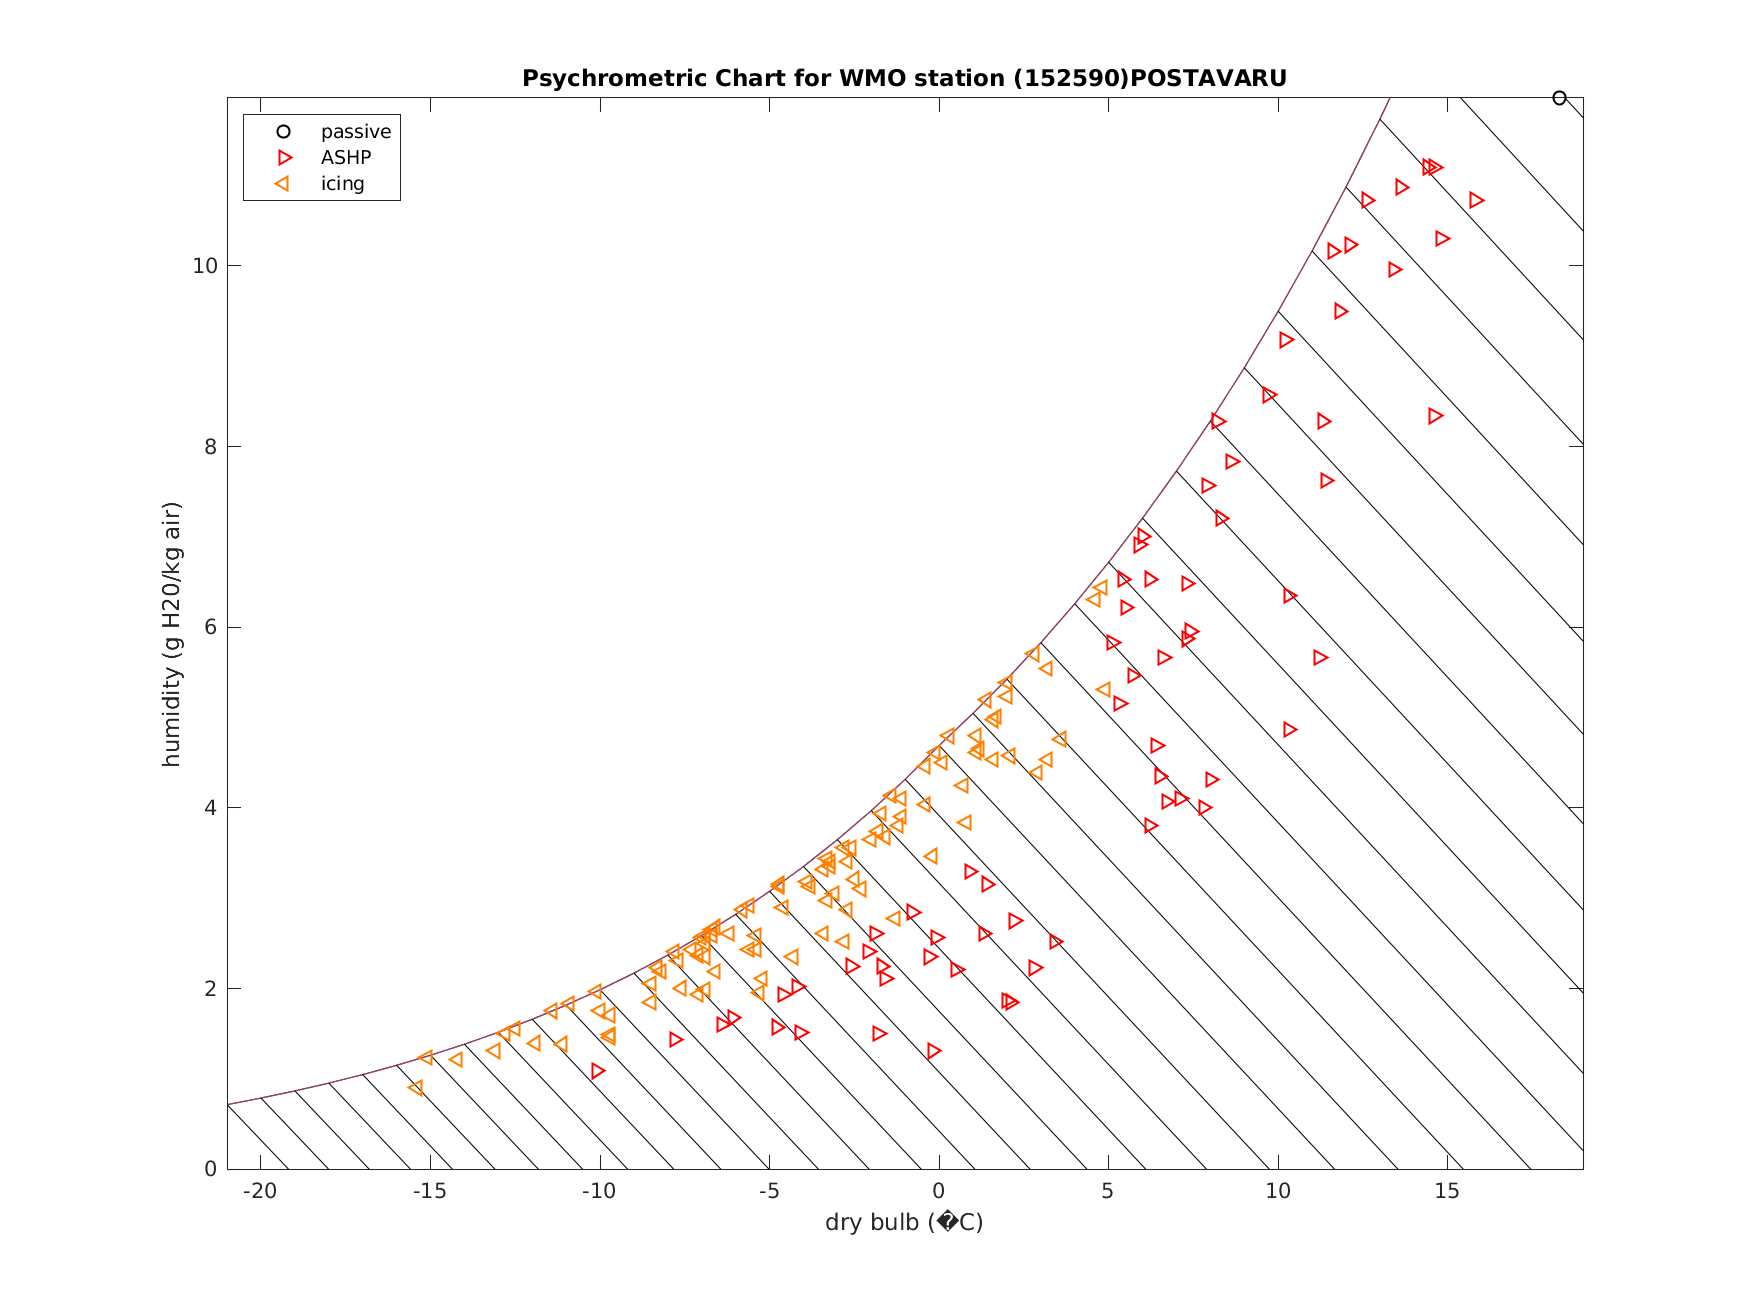 Psychrometric Chart for WMO station (152590)POSTAVARU
passive
ASHP
icing
10
8
6
4
2
0
humidity (g H20/kg air)
-20 -15 -10 -5 0 5 10 15
dry bulb (�C)